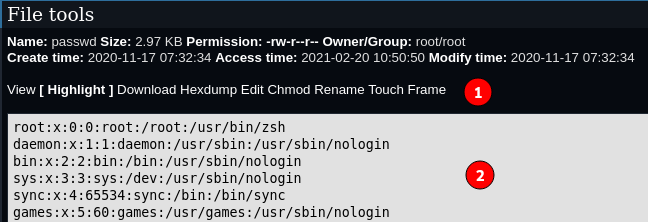 File tools
Name: passwd Size: 2.97 KB Permission: -rw-r--r-- Owner/Group: root/root
Create time: 2020-11-17 07:32:34 Access time: 2021-02-20 10:50:50 Modify time: 2020-11-17 07:32:34
View [ Highlight ] Download Hexdump Edit Chmod Rename Touch Frame
1
root:x:0:0:root:/root:/usr/bin/zsh
daemon:x:1:1:daemon:/usr/sbin:/usr/sbin/nologin
bin:x:2:2:bin:/bin:/usr/sbin/nologin
sys:x:3:3:sys:/dev:/usr/sbin/nologin
2
sync:x:4:65534:sync:/bin:/bin/sync
games:x:5:60:games:/usr/games:/usr/sbin/nologin